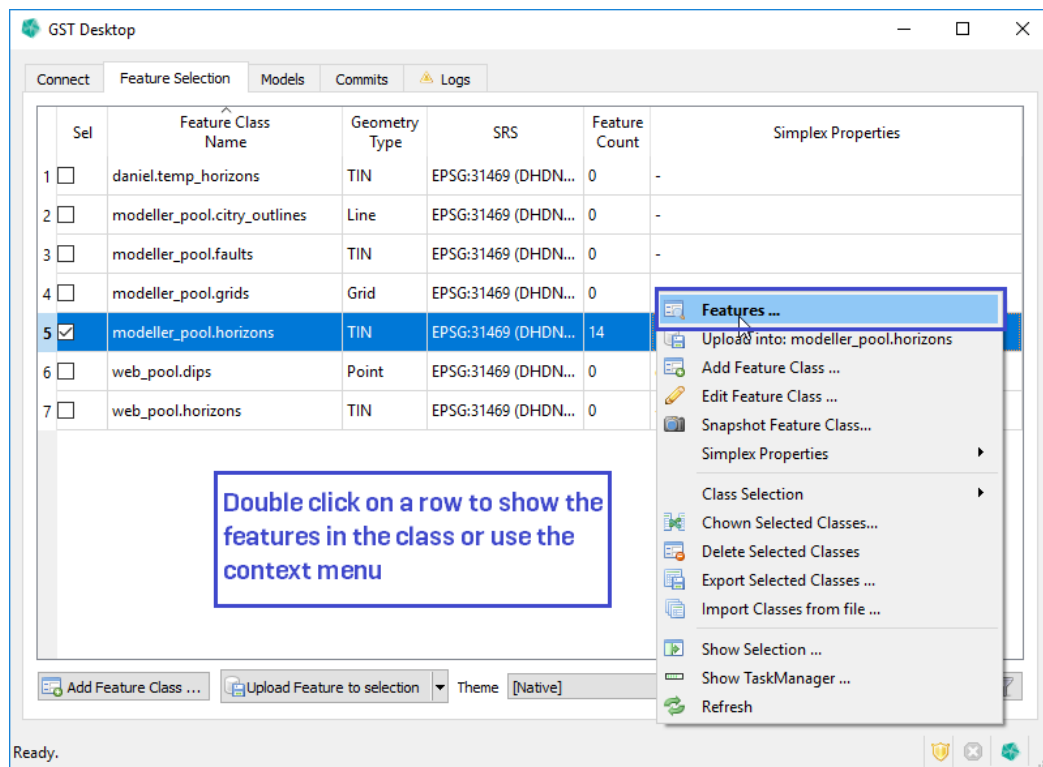 GST Desktop
Connect Feature Selection Models Commits Logs
Sel Feature Class Name Geometry Type SRS Feature Count Simplex Properties
1 daniel.temp_horizons TIN EPSG:31469 (DHDN... 0 -
2 modeller_pool.citry_outlines Line EPSG:31469 (DHDN... 0 -
3 modeller_pool.faults TIN EPSG:31469 (DHDN... 0 -
4 modeller_pool.grids Grid EPSG:31469 (DHDN... 0
5 modeller_pool.horizons TIN EPSG:31469 (DHDN... 14
6 web_pool.dips Point EPSG:31469 (DHDN... 0
7 web_pool.horizons TIN EPSG:31469 (DHDN... 0
Features ...
Upload into: modeller_pool.horizons
Add Feature Class ...
Edit Feature Class ...
Snapshot Feature Class...
Simplex Properties
Class Selection
Chown Selected Classes...
Delete Selected Classes
Export Selected Classes ...
Import Classes from file ...
Show Selection ...
Show TaskManager ...
Refresh
Double click on a row to show the
features in the class or use the
context menu
Add Feature Class ... Upload Feature to selection Theme [Native]
Ready.